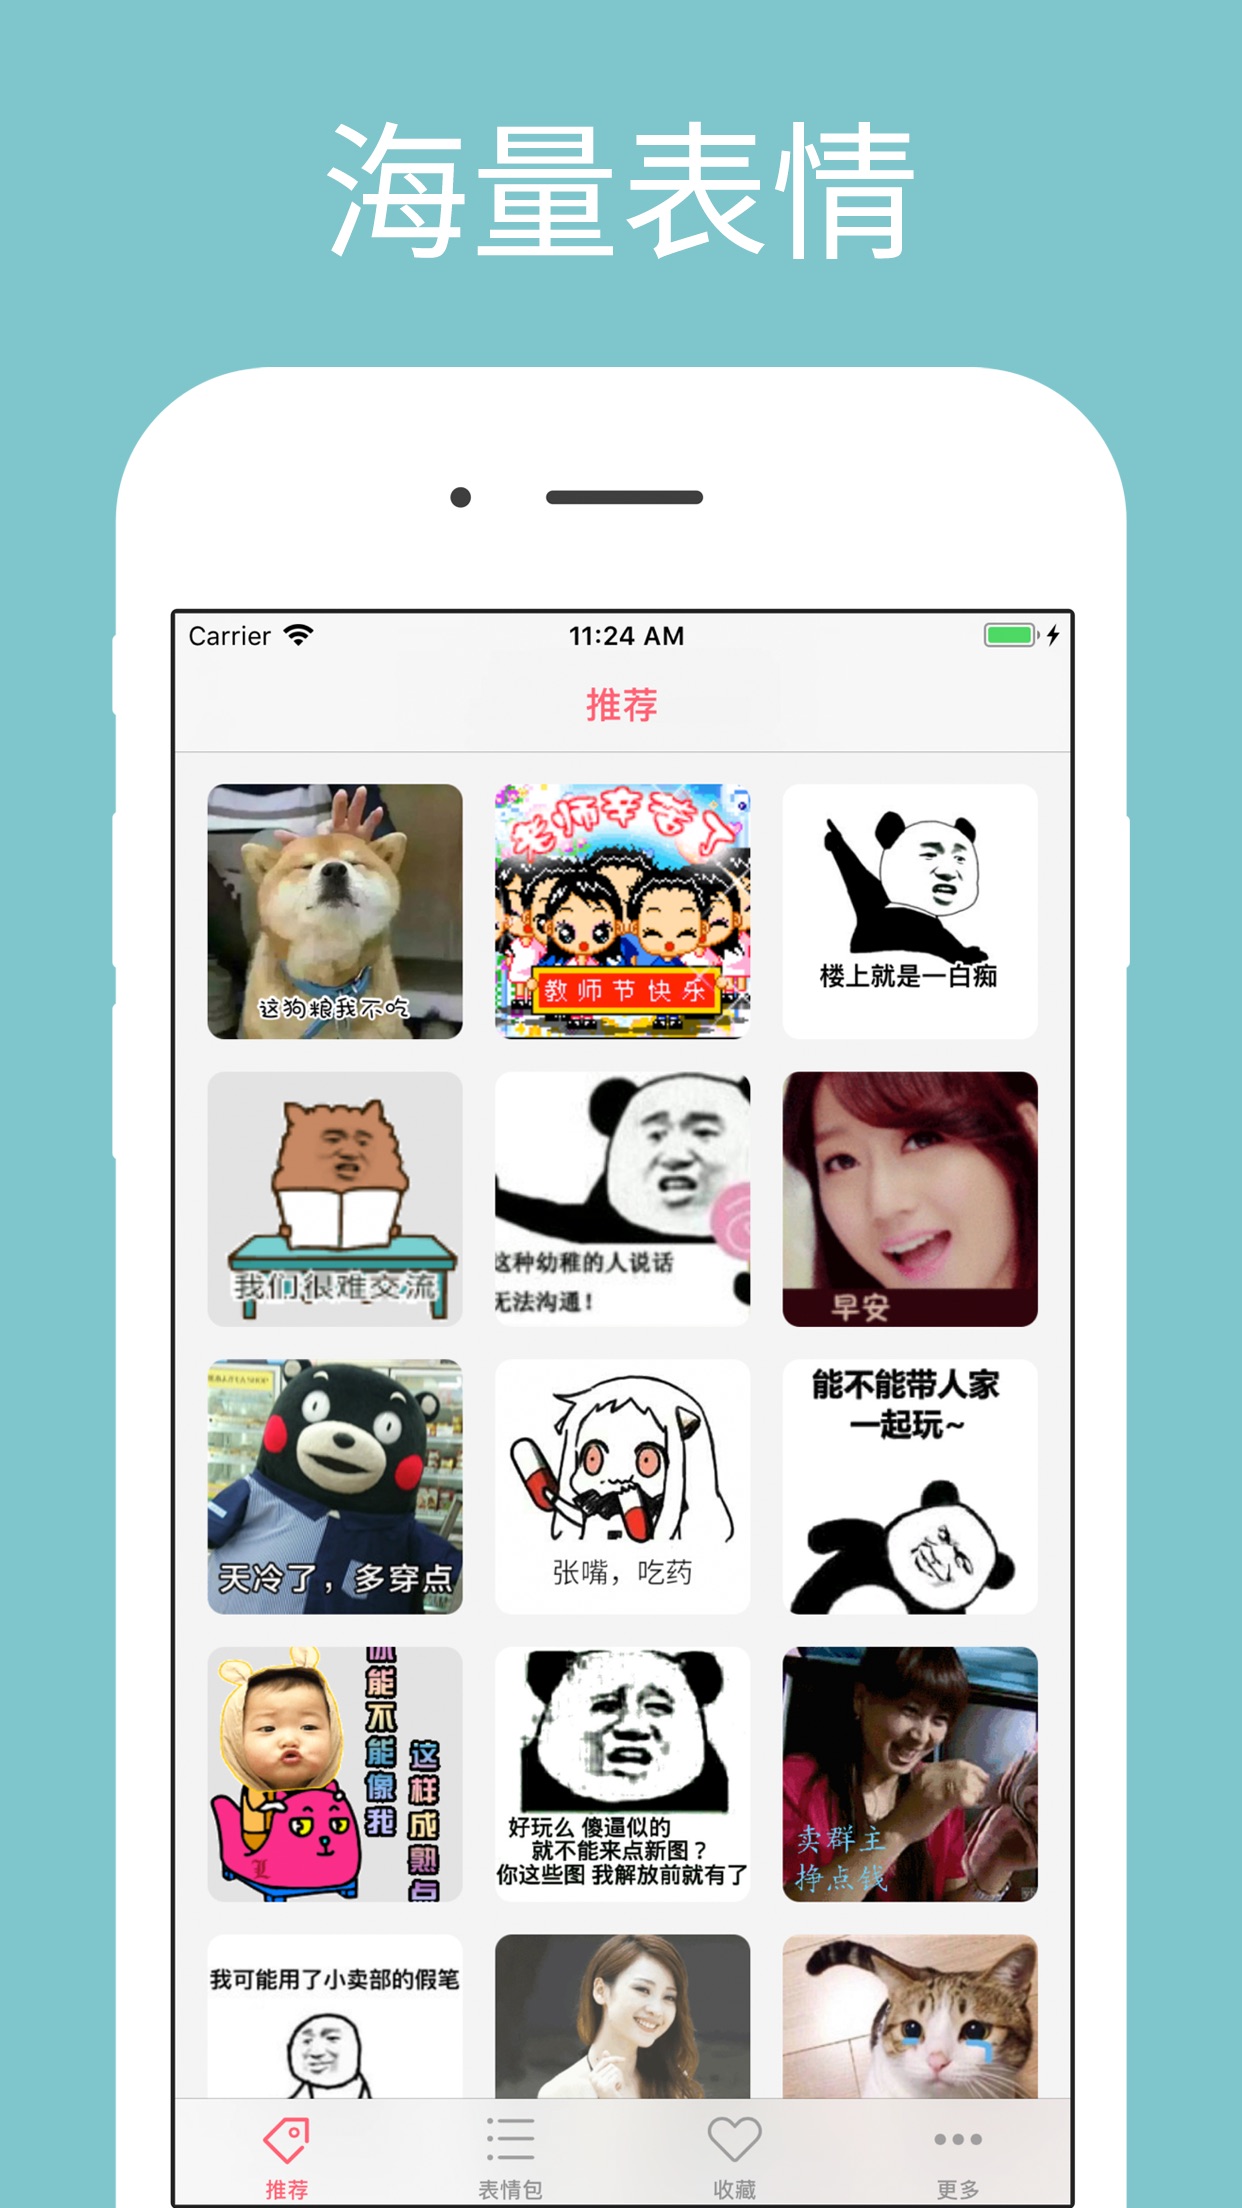 海量表情
Carrier
11:24 AM
推荐
这狗粮我不吃
老师辛苦了
教师节快乐
楼上就是一白痴
我们很难交流
这种幼稚的人说话
无法沟通！
早安
天冷了，多穿点
张嘴，吃药
能不能带人家
一起玩~
你能不能像我
这样成熟点
好玩么 傻逼似的
就不能来点新图？
你这些图 我解放前就有了
卖群主
挣点钱
我可能用了小卖部的假笔
推荐
表情包
收藏
更多